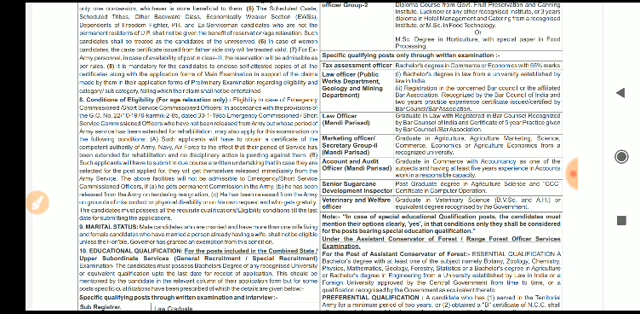 only one concession, whichever is more beneficial to them. (5) The Scheduled Caste,
Scheduled Tribes, Other Backward Class, Economically Weaker Section (EWSs),
Dependents of Freedom Fighter, PH. and Ex-Serviceman candidates who are not the
permanent residents of U.P. shall not be given the benefit of reservation/age relaxation. Such
candidates shall be treated as the candidates of the unreserved. (6) In case of women
candidates, the caste certificate issued from father side only will be treated valid. (7) For Ex-
Army personnel, in case of availability of post in class-III, the reservation will be admissible as
per rules. (8) It is mandatory for the candidates to enclose self-attested copies of all the
certificates along with the application forms of Main Examination in support of the claims
made by them in their application forms of Preliminary Examination regarding eligibility and
category/ sub category, failing which their claim shall not be entertained.
8. Conditions of Eligibility (For age relaxation only) : Eligibility in case of Emergency
Commissioned/Short Service Commissioned Officers: In accordance with the provisions of
the G.O. No. 22/10/1976-karmik-2-85, dated 30-1-1985 Emergency Commissioned / Short
Service Commissioned Officers who have not been released from Army but whose period of
Army service has been extended for rehabilitation, may also apply for this examination on
the following conditions: (A) Such applicants will have to obtain a certificate of the
competent authority of Army, Navy, Air Force to the effect that their period of Service has
been extended for rehabilitation and no disciplinary action is pending against them. (B)
Such applicants will have to submit in due course a written undertaking that in case they are
selected for the post applied for, they will get themselves released immediately from the
Army Service. The above facilities will not be admissible to Emergency/Short Service
Commissioned Officers, if (a) he gets permanent Commission in the Army, (b) he has been
released from the Army on tendering resignation, (c) He has been released from the Army
on grounds of misconduct or physical disability or on his own request and who gets gratuity.
The candidates must possess all the requisite qualifications/Eligibility conditions till the last
date for submitting the applications.
9. MARITAL STATUS: Male candidates who are married and have more than one wife living
and female candidates who have married a person already having a wife, shall not be eligible
unless the Hon'ble. Governor has granted an exemption from this condition.
10. EDUCATIONAL QUALIFICATION: For the posts included in the Combined State /
Upper Subordinate Services (General Recruitment / Special Recruitment)
Examination- The candidates must possess Bachelor's Degree of any recognised University
or equivalent qualification upto the last date for receipt of application. This should be
mentioned by the candidate in the relevant column of their application form but for some
posts specific qualifications have been prescribed of which the details are given below:-
Specific qualifying posts through written examination and interview :-
Sub Registrar. Law Graduate
officer Group-2
Diploma Course from Govt. Fruit Preservation and Canning
Institute, Lucknow or any other recognised institute, or 3 years
diploma in Hotel Management and Catering from a recognised
Institute, or M.Sc. in Food Technology.
Or
M.Sc. Degree in Horticulture, with special paper in Food
Processing.
Specific qualifying posts only through written examination :-
Tax assessment officer Bachelor's degree in Commerce or Economics with 55% marks
Law officer (Public
Works Department,
Geology and Mining
Department)
(i) Bachelor's degree in law from a university established by
law in India
(ii) Registration in the concerned Bar council or the affiliated
Bar Association. Recognized by the Bar Council of India and
two years practice experience certificate issued/certified by
Bar Council/Bar Association.
Law Officer
(Mandi Parisad)
Graduate in Law with Registered in Bar Counsel Recognized
by Bar Counsel of India and Certificate of 5 year Practice given
by Bar Counsel/Bar Association.
Marketing officer/
Secretary Group-II
(Mandi Parisad)
Graduate in Agriculture, Agriculture Marketing, Science,
Commerce, Economics or Agriculture Economics from a
recognized university.
Account and Audit
Officer (Mandi Parisad)
Graduate in Commerce with Accountancy as one of the
subjects and having at least five years experience in Accounts
work in a responsible capacity.
Senior Sugarcane
Development Inspector
Post Graduate degree in Agriculture Science and "CCC"
Certificate in Computer Operation.
Veterinary and Welfare
officer
Graduate in Veterinary Science (B.V.Sc. and A.H.) or
equivalent degree recognised by the Government.
Note:- "In case of special educational Qualification posts, the candidates must
mention their options clearly, 'yes', in that conditions only they shall be considered
for the posts bearing special education qualification."
Under the Assistant Conservator of Forest / Range Forest Officer Services
Examination.
For the Post of Assistant Conservator of Forest:- ESSENTIAL QUALIFICATION A
Bachelor's degree with at least one of the subject namely Botany, Zoology, Chemistry,
Physics, Mathematics, Geology, Forestry, Statistics or a Bachelor's degree in Agriculture
or Bachelor's degree in Engineering from a University established by Law in India or a
Foreign University approved by the Central Government from time to time, or a
qualification recognised by the Government as equivalent thereto.
PREFERENTIAL QUALIFICATION : A candidate who has (1) served in the Territorial
Army for a minimum period of two years, or (2) obtained a "B" certificate of N.C.C. shall